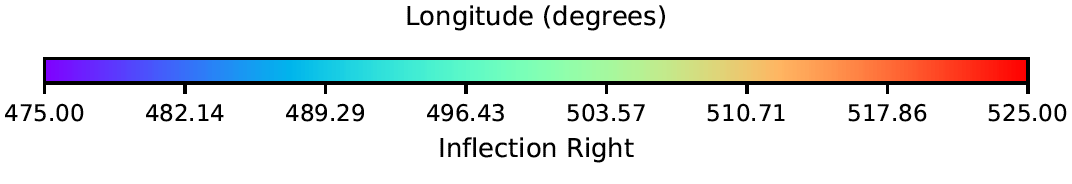 Longitude (degrees)
475.00 482.14 489.29 496.43 503.57 510.71 517.86 525.00
Inflection Right